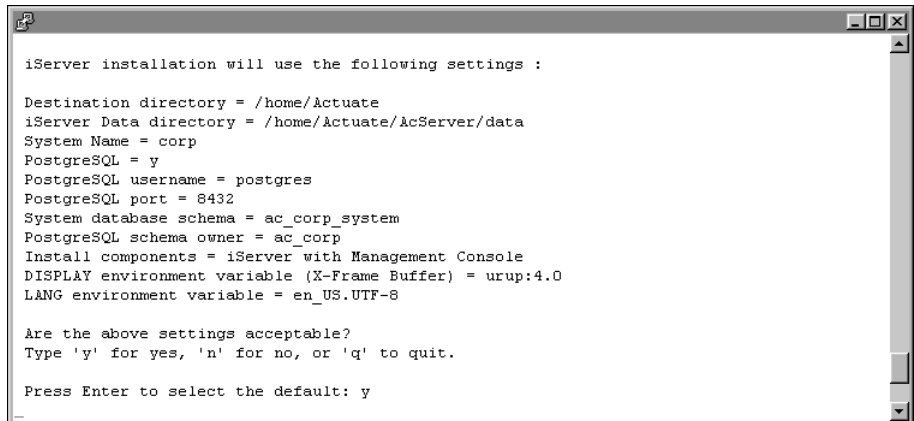 iServer installation will use the following settings :
Destination directory = /home/Actuate
iServer Data directory = /home/Actuate/AcServer/data
System Name = corp
PostgreSQL = y
PostgreSQL username = postgres
PostgreSQL port = 8432
System database schema = ac_corp_system
PostgreSQL schema owner = ac_corp
Install components = iServer with Management Console
DISPLAY environment variable (X-Frame Buffer) = urup:4.0
LANG environment variable = en_US.UTF-8
Are the above settings acceptable?
Type 'y' for yes, 'n' for no, or 'q' to quit.
Press Enter to select the default: y